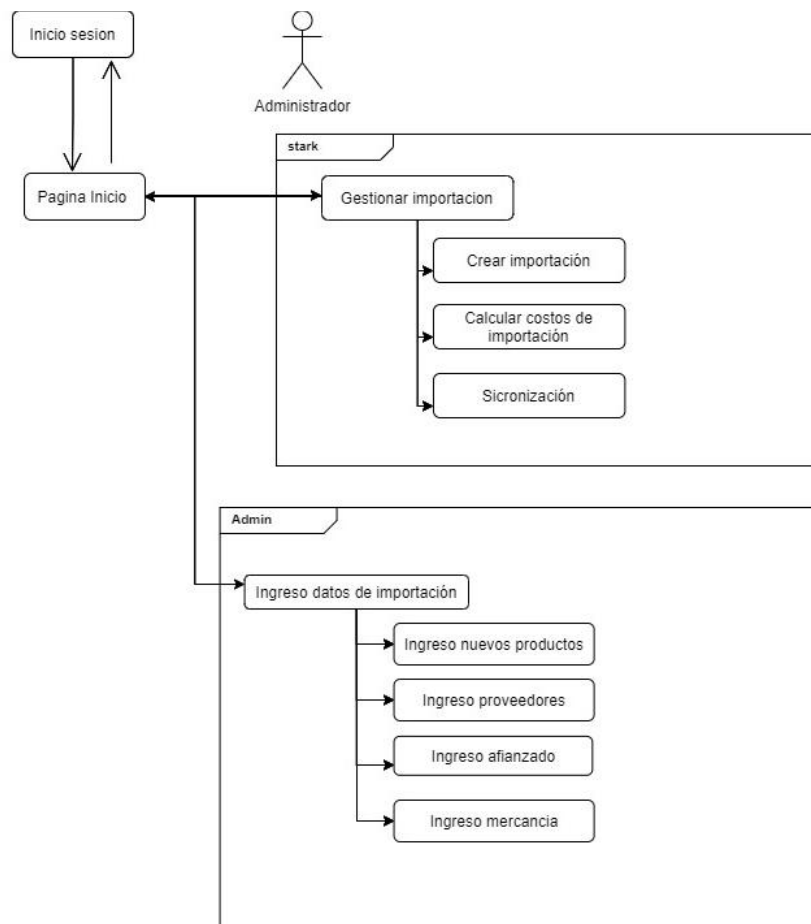 Inicio sesion
Administrador
stark
Pagina Inicio
Gestionar importacion
Crear importación
Calcular costos de
importación
Sicronización
Admin
Ingreso datos de importación
Ingreso nuevos productos
Ingreso proveedores
Ingreso afianzado
Ingreso mercancia